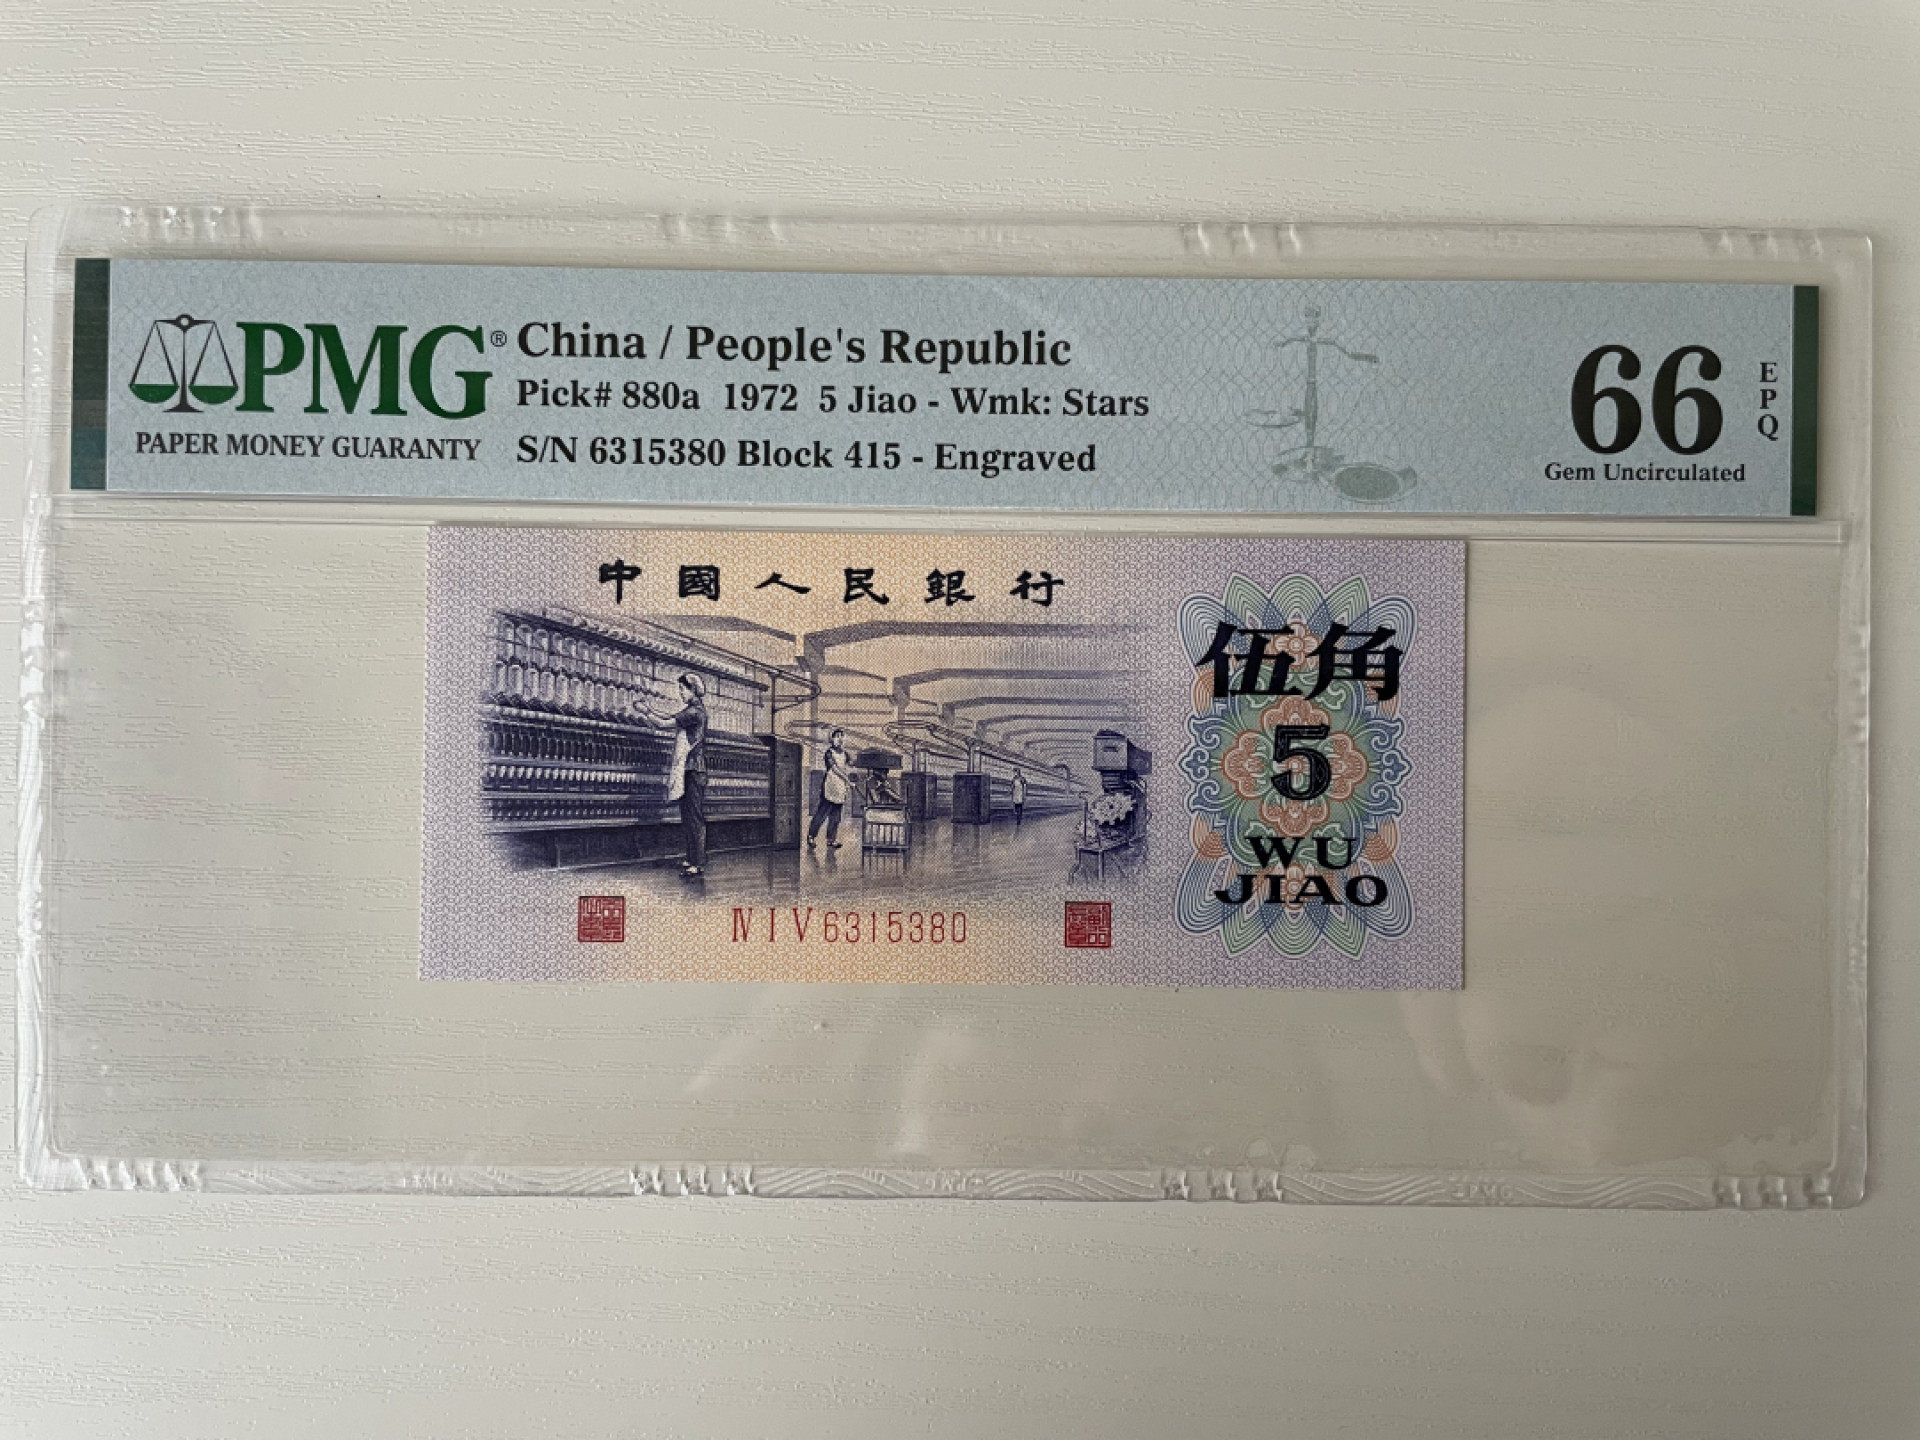 PMG®
PAPER MONEY GUARANTY
China / People's Republic
Pick# 880a 1972 5 Jiao - Wmk: Stars
S/N 6315380 Block 415 - Engraved
66
EPQ
Gem Uncirculated
中國人民銀行
伍角
5
WU
JIAO
ⅣⅠⅤ6315380